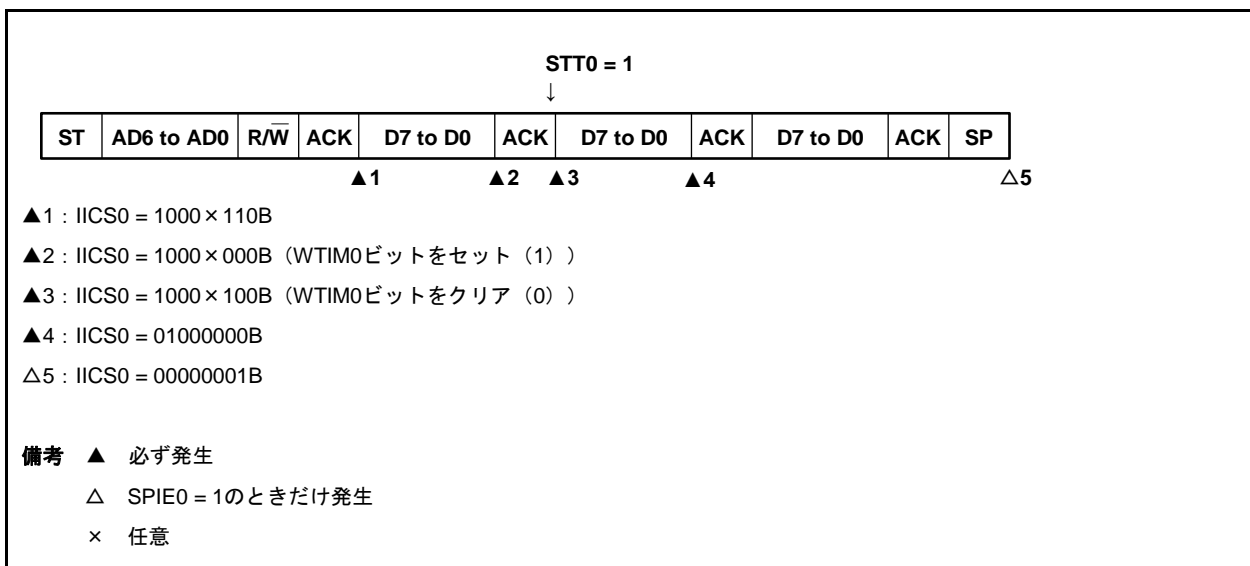 STT0 = 1
↓
ST AD6 to AD0 R/W̅ ACK D7 to D0 ACK D7 to D0 ACK D7 to D0 ACK SP
▲1 ▲2 ▲3 ▲4 △5
▲1：IICS0 = 1000×110B
▲2：IICS0 = 1000×000B（WTIM0ビットをセット（1））
▲3：IICS0 = 1000×100B（WTIM0ビットをクリア（0））
▲4：IICS0 = 01000000B
△5：IICS0 = 00000001B
備考 ▲ 必ず発生
△ SPIE0 = 1のときだけ発生
× 任意